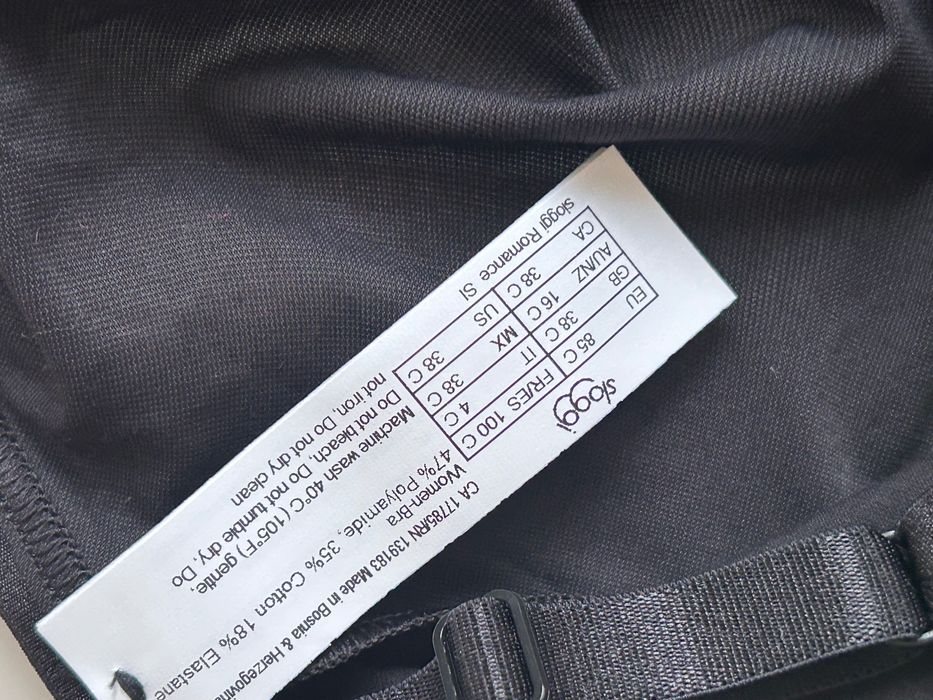 sloggi
EU 85 C FR/ES 100 C
GB 38 C IT 4 C
AU/NZ 16 C MX 38 C
CA 38 C US 38 C
sloggi Romance SI
CA 17785/RN 139183 Made in Bosnia & Herzegovina
Women-Bra
47% Polyamide, 35% Cotton 18% Elastane
Machine wash 40°C (105°F) gentle,
Do not bleach, Do not tumble dry, Do
not iron, Do not dry clean